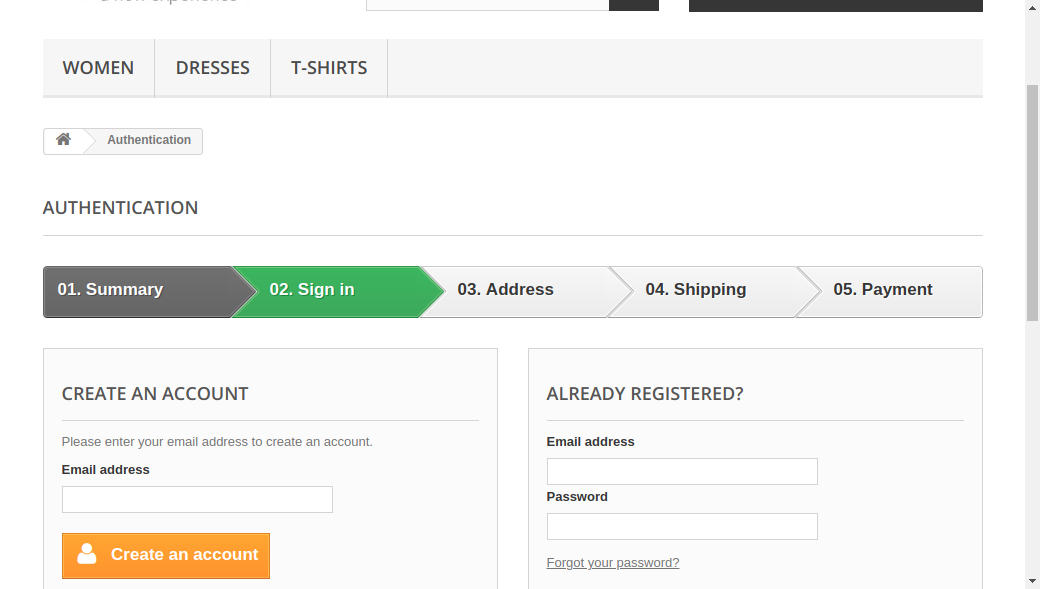 WOMEN
DRESSES
T-SHIRTS
Authentication
AUTHENTICATION
01. Summary
02. Sign in
03. Address
04. Shipping
05. Payment
CREATE AN ACCOUNT
Please enter your email address to create an account.
Email address
Create an account
ALREADY REGISTERED?
Email address
Password
Forgot your password?